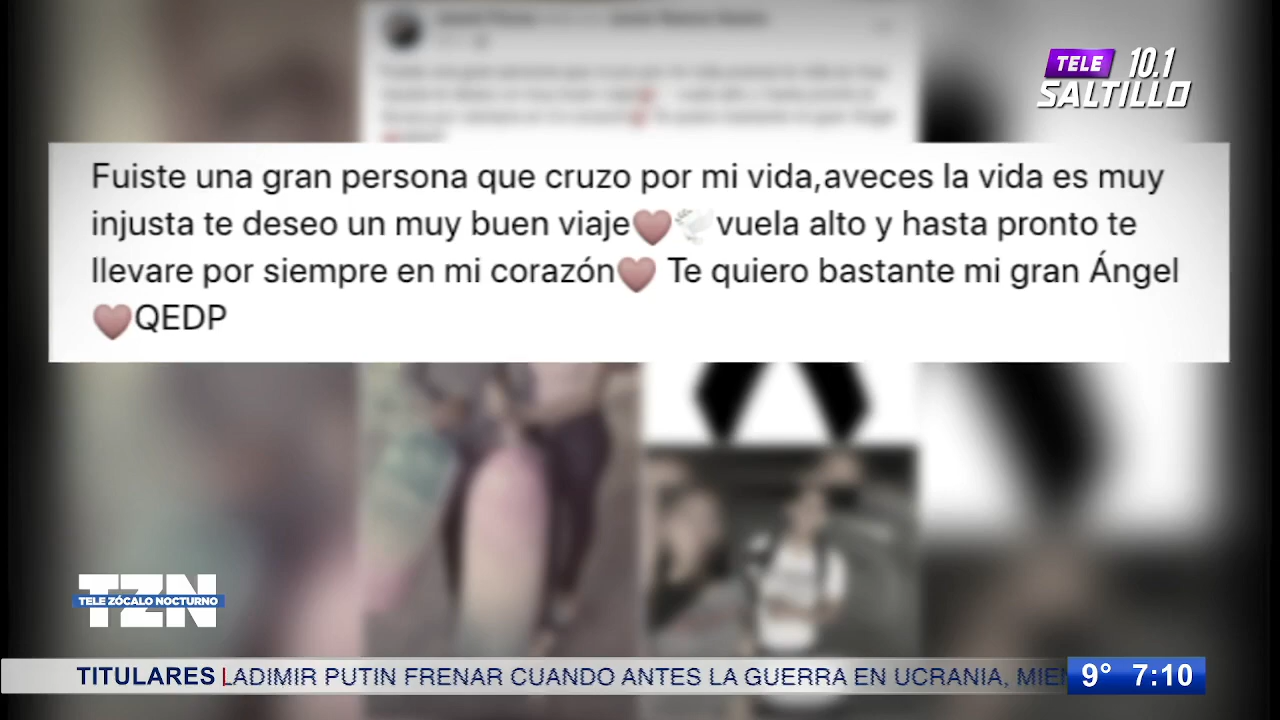 TELE 10.1
SALTILLO
Fuiste una gran persona que cruzo por mi vida,aveces la vida es muy
injusta te deseo un muy buen viaje❤️🕊️vuela alto y hasta pronto te
llevare por siempre en mi corazón❤️ Te quiero bastante mi gran Ángel
❤️QEDP
TZN
TELE ZÓCALO NOCTURNO
TITULARES LADIMIR PUTIN FRENAR CUANDO ANTES LA GUERRA EN UCRANIA, MIEN 9° 7:10